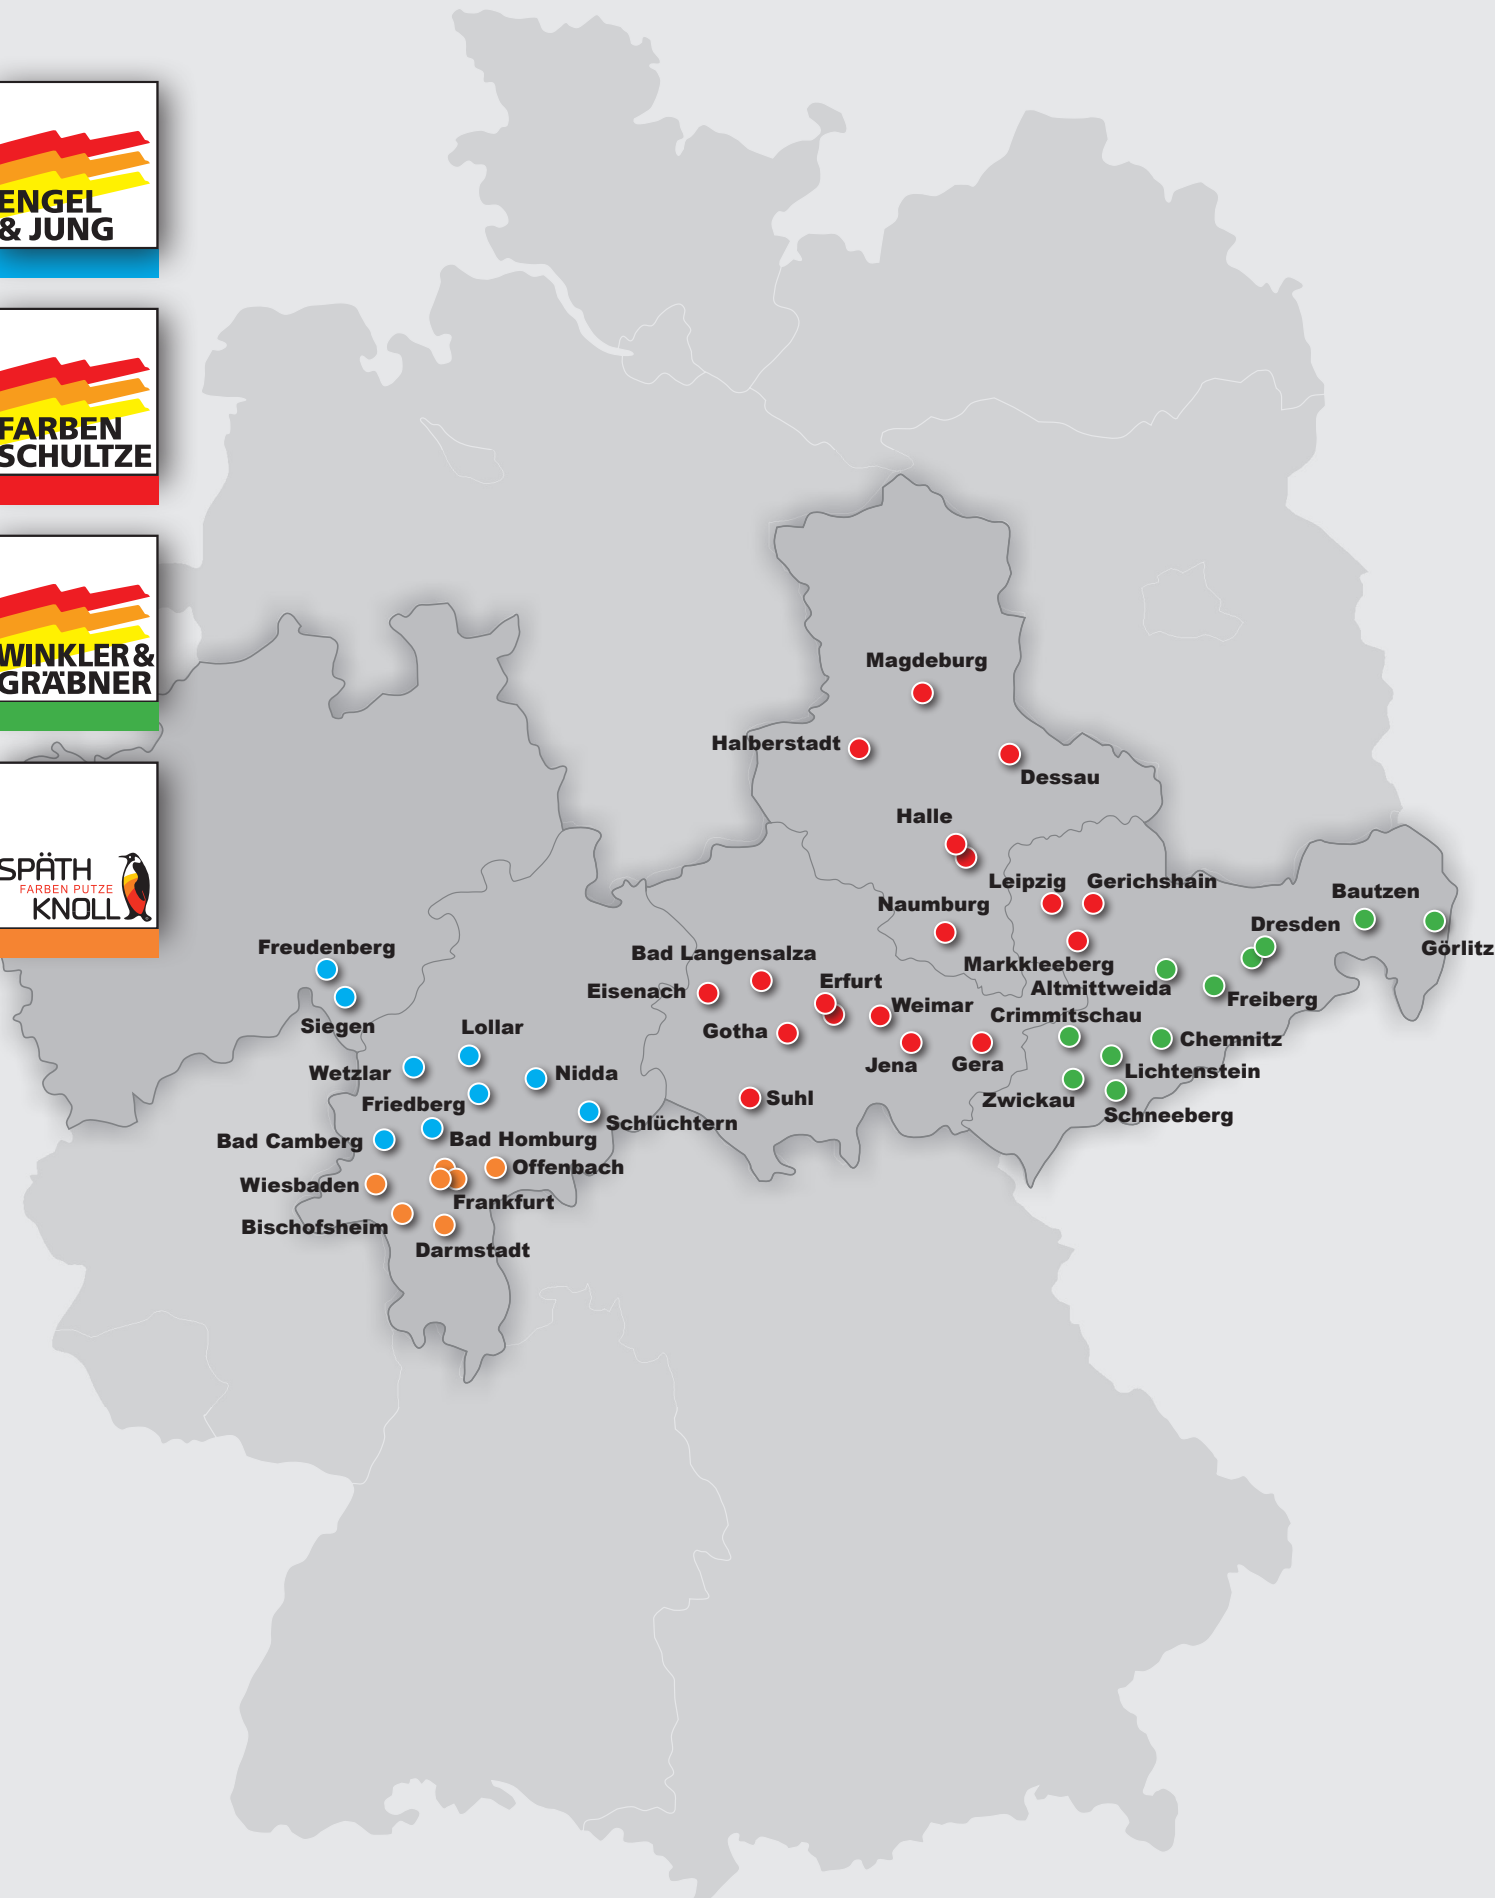 ENGEL
& JUNG
FARBEN
SCHULTZE
WINKLER &
GRÄBNER
SPÄTH
FARBEN PUTZE
KNOLL
Magdeburg
Halberstadt
Dessau
Halle
Leipzig
Gerichshain
Naumburg
Bautzen
Dresden
Görlitz
Freudenberg
Bad Langensalza
Markkleeberg
Eisenach
Erfurt
Altmittweida
Freiberg
Weimar
Crimmitschau
Siegen
Lollar
Gotha
Chemnitz
Wetzlar
Nidda
Jena
Gera
Lichtenstein
Friedberg
Suhl
Zwickau
Schneeberg
Schlüchtern
Bad Camberg
Bad Homburg
Offenbach
Wiesbaden
Frankfurt
Bischofsheim
Darmstadt